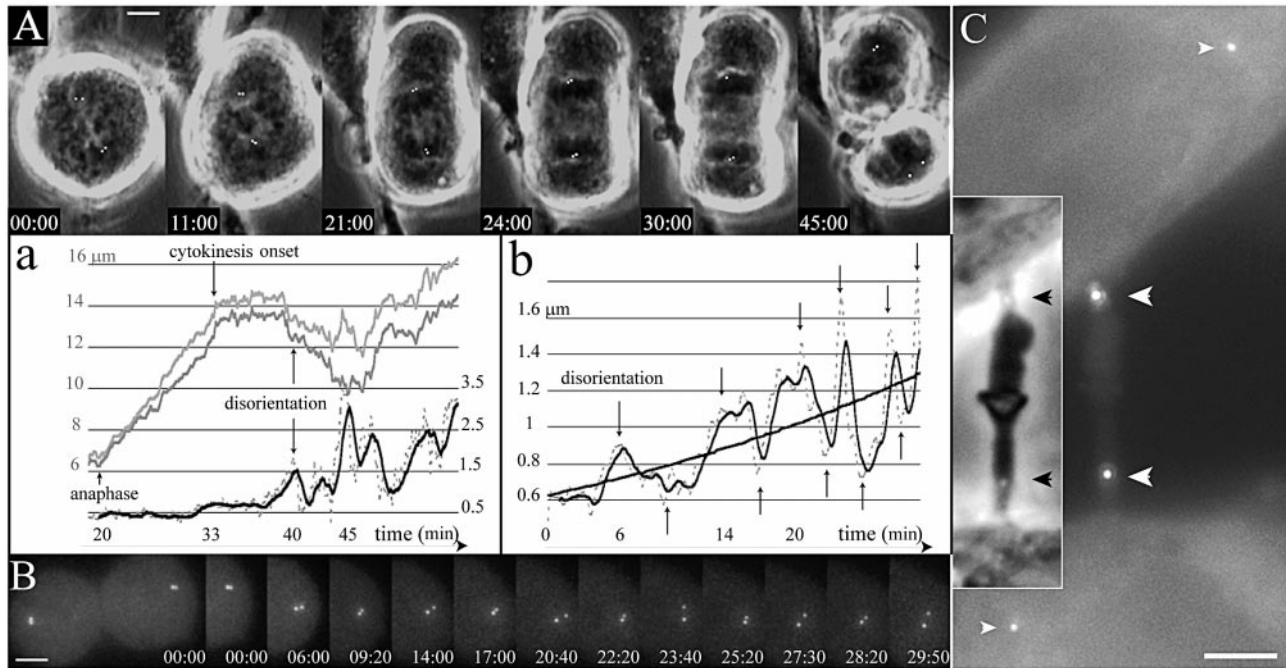 A
00:00 11:00 21:00 24:00 30:00 45:00
C
a
16 μm
cytokinesis onset
14
12
10
3.5
disorientation
8
2.5
6
1.5
anaphase
0.5
20 33 40 45 time (min)
b
1.6 μm
1.4
disorientation
1.2
1
0.8
0.6
0 6 14 20 time (min)
B
00:00 00:00 06:00 09:20 14:00 17:00 20:40 22:20 23:40 25:20 27:30 28:20 29:50